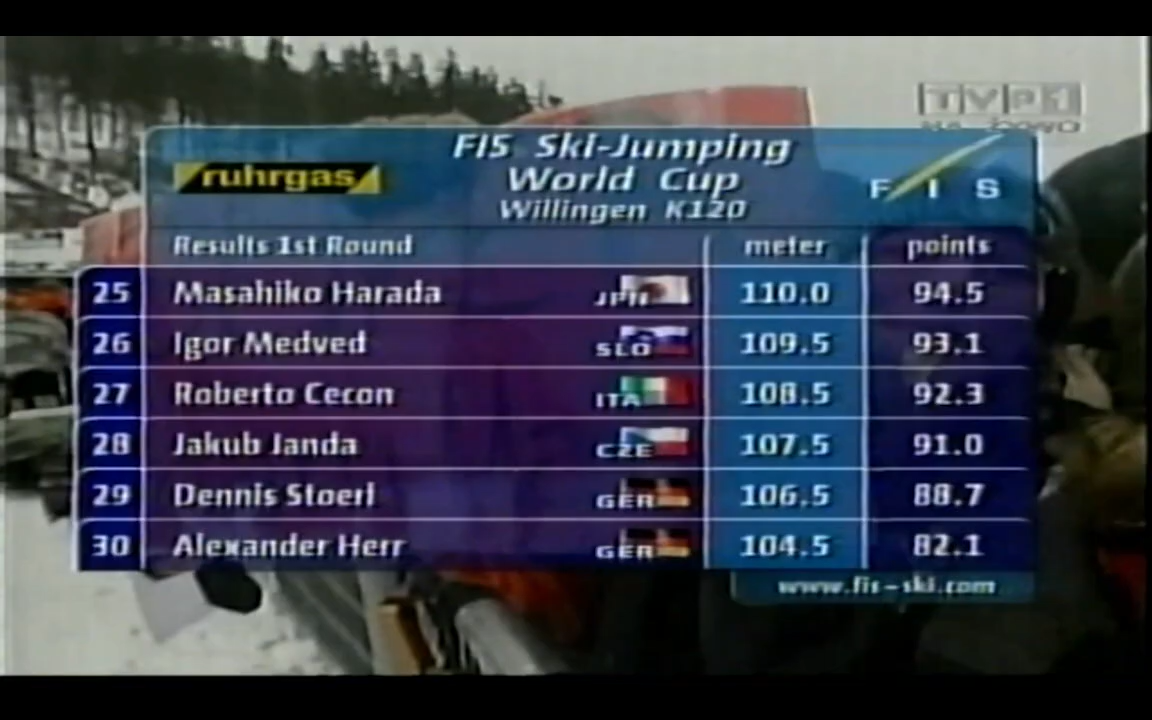 TVP1
NA ŻYWO
FIS Ski-Jumping
World Cup
Willingen K120
ruhrgas
F I S
Results 1st Round meter points
25 Masahiko Harada JPN 110.0 94.5
26 Igor Medved SLO 109.5 93.1
27 Roberto Cecon ITA 108.5 92.3
28 Jakub Janda CZE 107.5 91.0
29 Dennis Stoerl GER 106.5 88.7
30 Alexander Herr GER 104.5 82.1
www.fis-ski.com